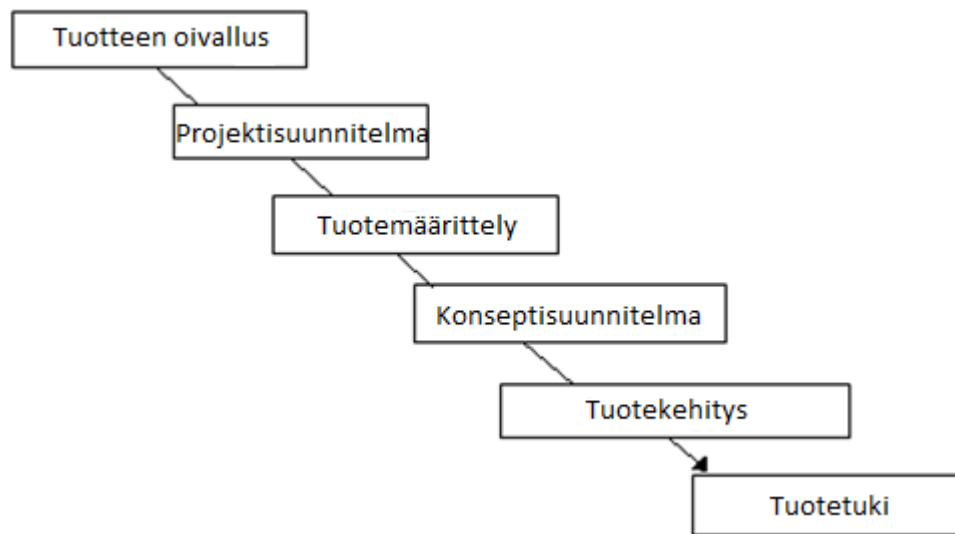 Tuotteen oivallus
Projektisuunnitelma
Tuotemäärittely
Konseptisuunnitelma
Tuotekehitys
Tuotetuki